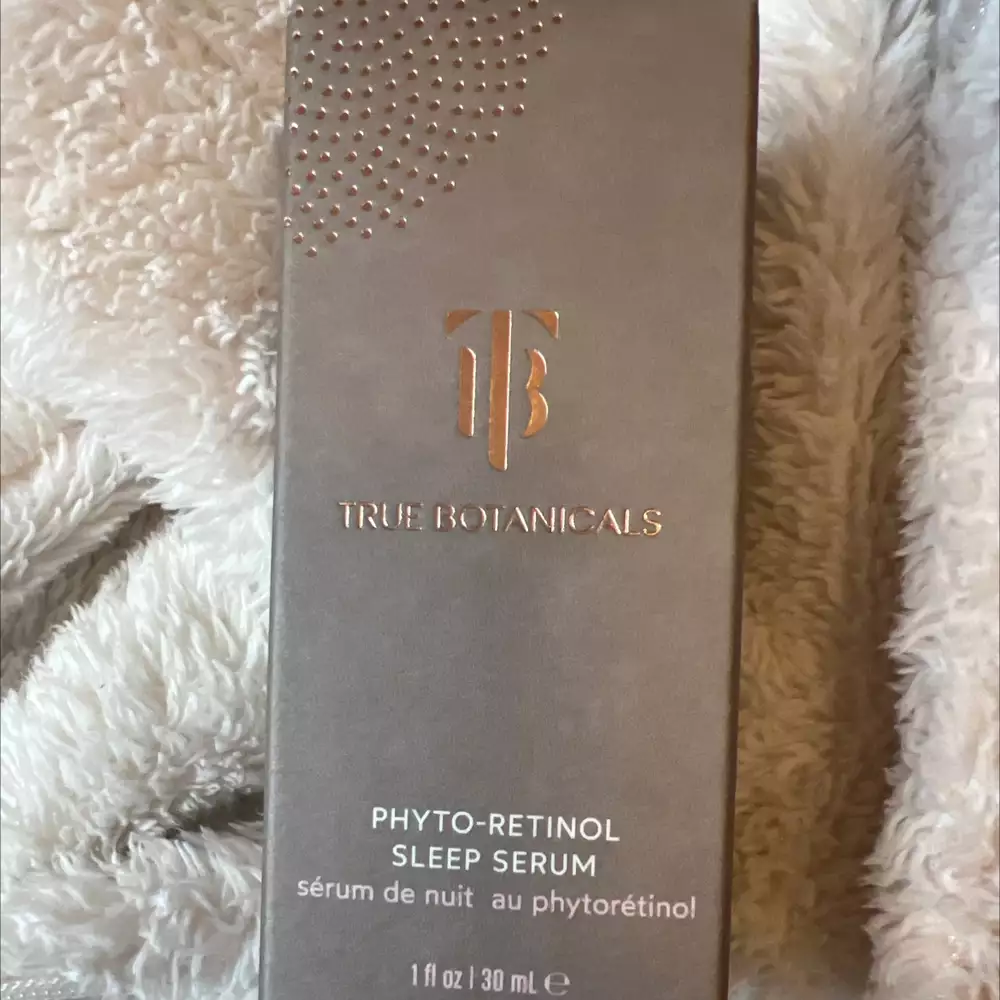 TB
TRUE BOTANICALS
PHYTO-RETINOL
SLEEP SERUM
sérum de nuit au phytorétinol
1 fl oz | 30 mL ℮